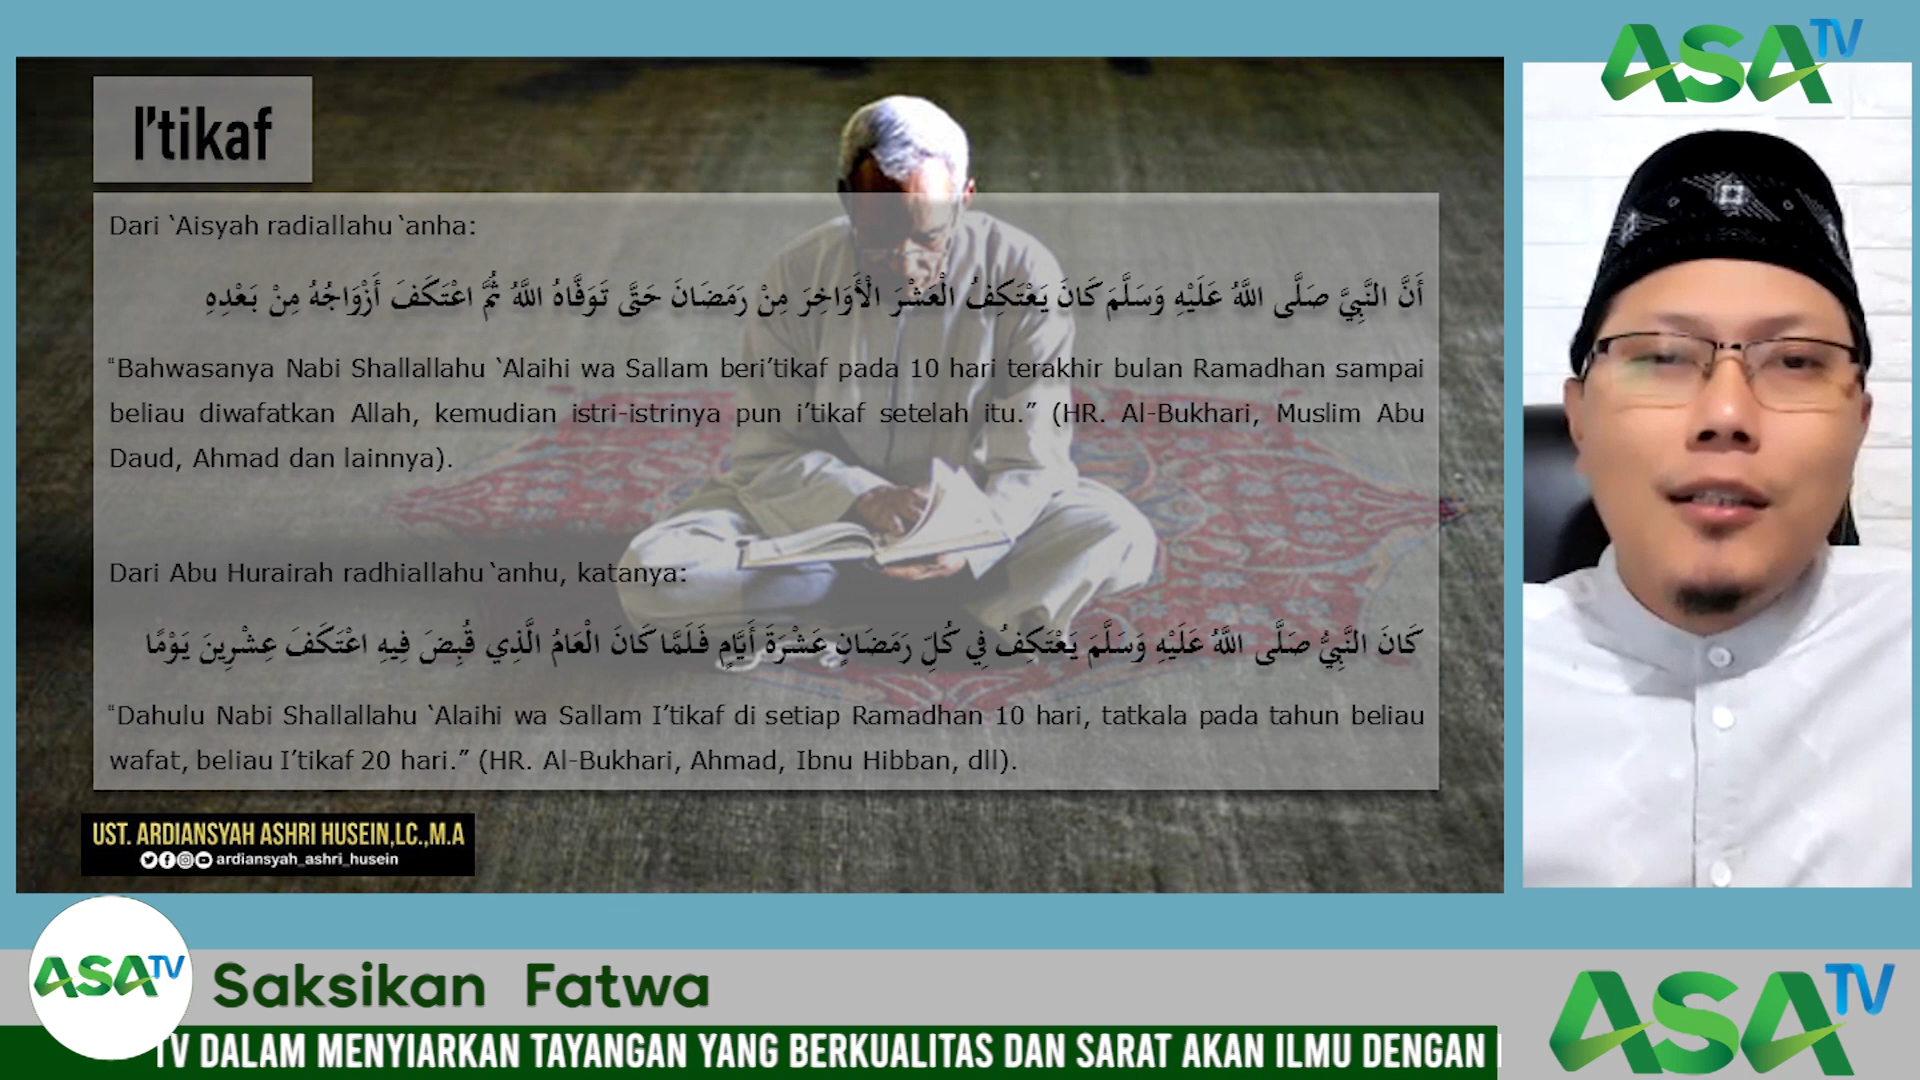 ASA TV
I'tikaf
Dari ‘Aisyah radiallahu ‘anha:
أَنَّ النَّبِيَّ صَلَّى اللَّهُ عَلَيْهِ وَسَلَّمَ كَانَ يَعْتَكِفُ الْعَشْرَ الْأَوَاخِرَ مِنْ رَمَضَانَ حَتَّى تَوَفَّاهُ اللَّهُ ثُمَّ اعْتَكَفَ أَزْوَاجُهُ مِنْ بَعْدِهِ
“Bahwasanya Nabi Shallallahu ‘Alaihi wa Sallam beri’tikaf pada 10 hari terakhir bulan Ramadhan sampai
beliau diwafatkan Allah, kemudian istri-istrinya pun i’tikaf setelah itu.” (HR. Al-Bukhari, Muslim Abu
Daud, Ahmad dan lainnya).
Dari Abu Hurairah radhiallahu ‘anhu, katanya:
كَانَ النَّبِيُّ صَلَّى اللَّهُ عَلَيْهِ وَسَلَّمَ يَعْتَكِفُ فِي كُلِّ رَمَضَانٍ عَشْرَةَ أَيَّامٍ فَلَمَّا كَانَ الْعَامُ الَّذِي قُبِضَ فِيهِ اعْتَكَفَ عِشْرِينَ يَوْمًا
“Dahulu Nabi Shallallahu ‘Alaihi wa Sallam I’tikaf di setiap Ramadhan 10 hari, tatkala pada tahun beliau
wafat, beliau I’tikaf 20 hari.” (HR. Al-Bukhari, Ahmad, Ibnu Hibban, dll).
UST. ARDIANSYAH ASHRI HUSEIN,LC.,M.A
ardiansyah_ashri_husein
ASA TV
Saksikan Fatwa
ASA TV
TV DALAM MENYIARKAN TAYANGAN YANG BERKUALITAS DAN SARAT AKAN ILMU DENGAN